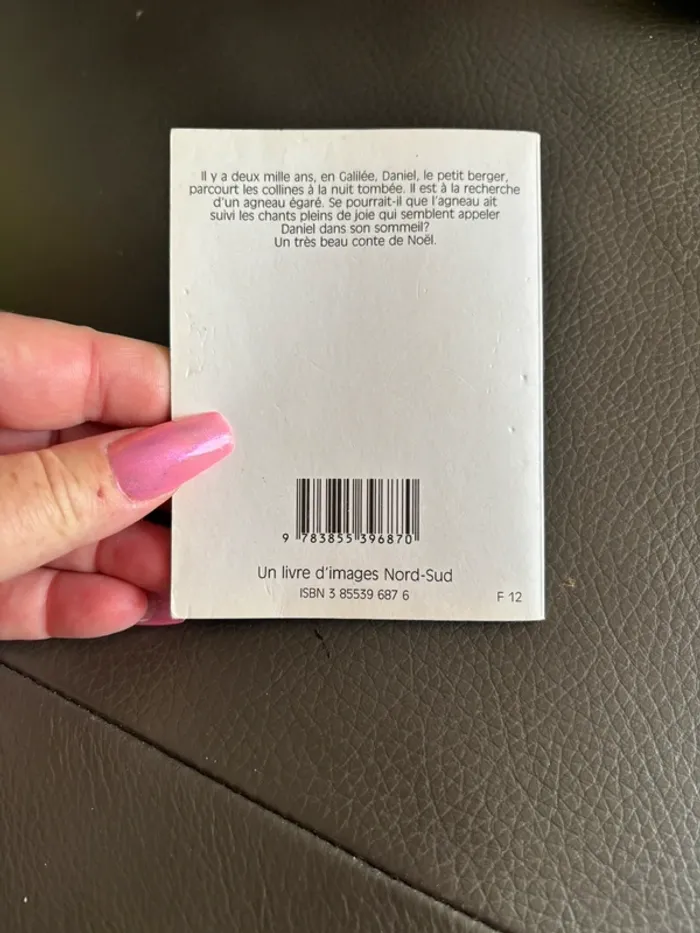 Il y a deux mille ans, en Galilée, Daniel, le petit berger,
parcourt les collines à la nuit tombée. Il est à la recherche
d'un agneau égaré. Se pourrait-il que l'agneau ait
suivi les chants pleins de joie qui semblent appeler
Daniel dans son sommeil?
Un très beau conte de Noël.
9 783855 396870
Un livre d'images Nord-Sud
ISBN 3 85539 687 6
F 12